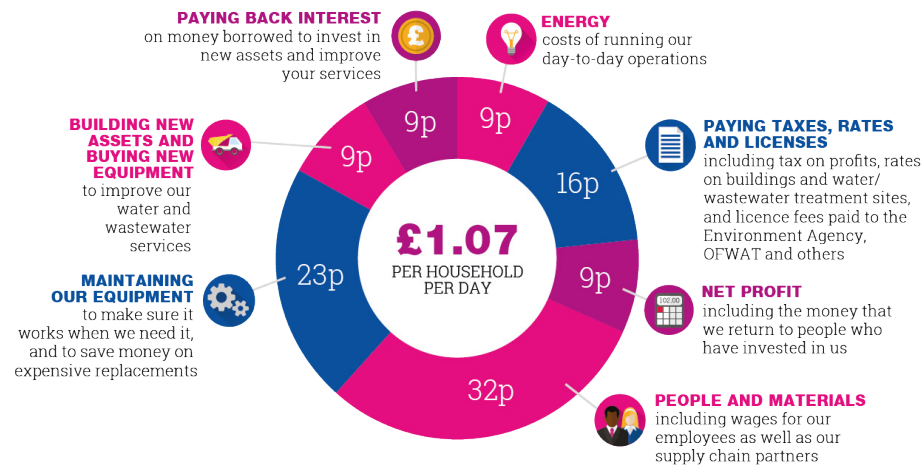 PAYING BACK INTEREST
on money borrowed to invest in
new assets and improve
your services
£
9p
ENERGY
costs of running our
day-to-day operations
9p
PAYING TAXES, RATES
AND LICENSES
including tax on profits, rates
on buildings and water/
wastewater treatment sites,
and licence fees paid to the
Environment Agency,
OFWAT and others
16p
NET PROFIT
including the money that
we return to people who
have invested in us
102.00
9p
PEOPLE AND MATERIALS
including wages for our
employees as well as our
supply chain partners
32p
MAINTAINING
OUR EQUIPMENT
to make sure it
works when we need it,
and to save money on
expensive replacements
23p
BUILDING NEW
ASSETS AND
BUYING NEW
EQUIPMENT
to improve our
water and
wastewater
services
9p
£1.07
PER HOUSEHOLD
PER DAY